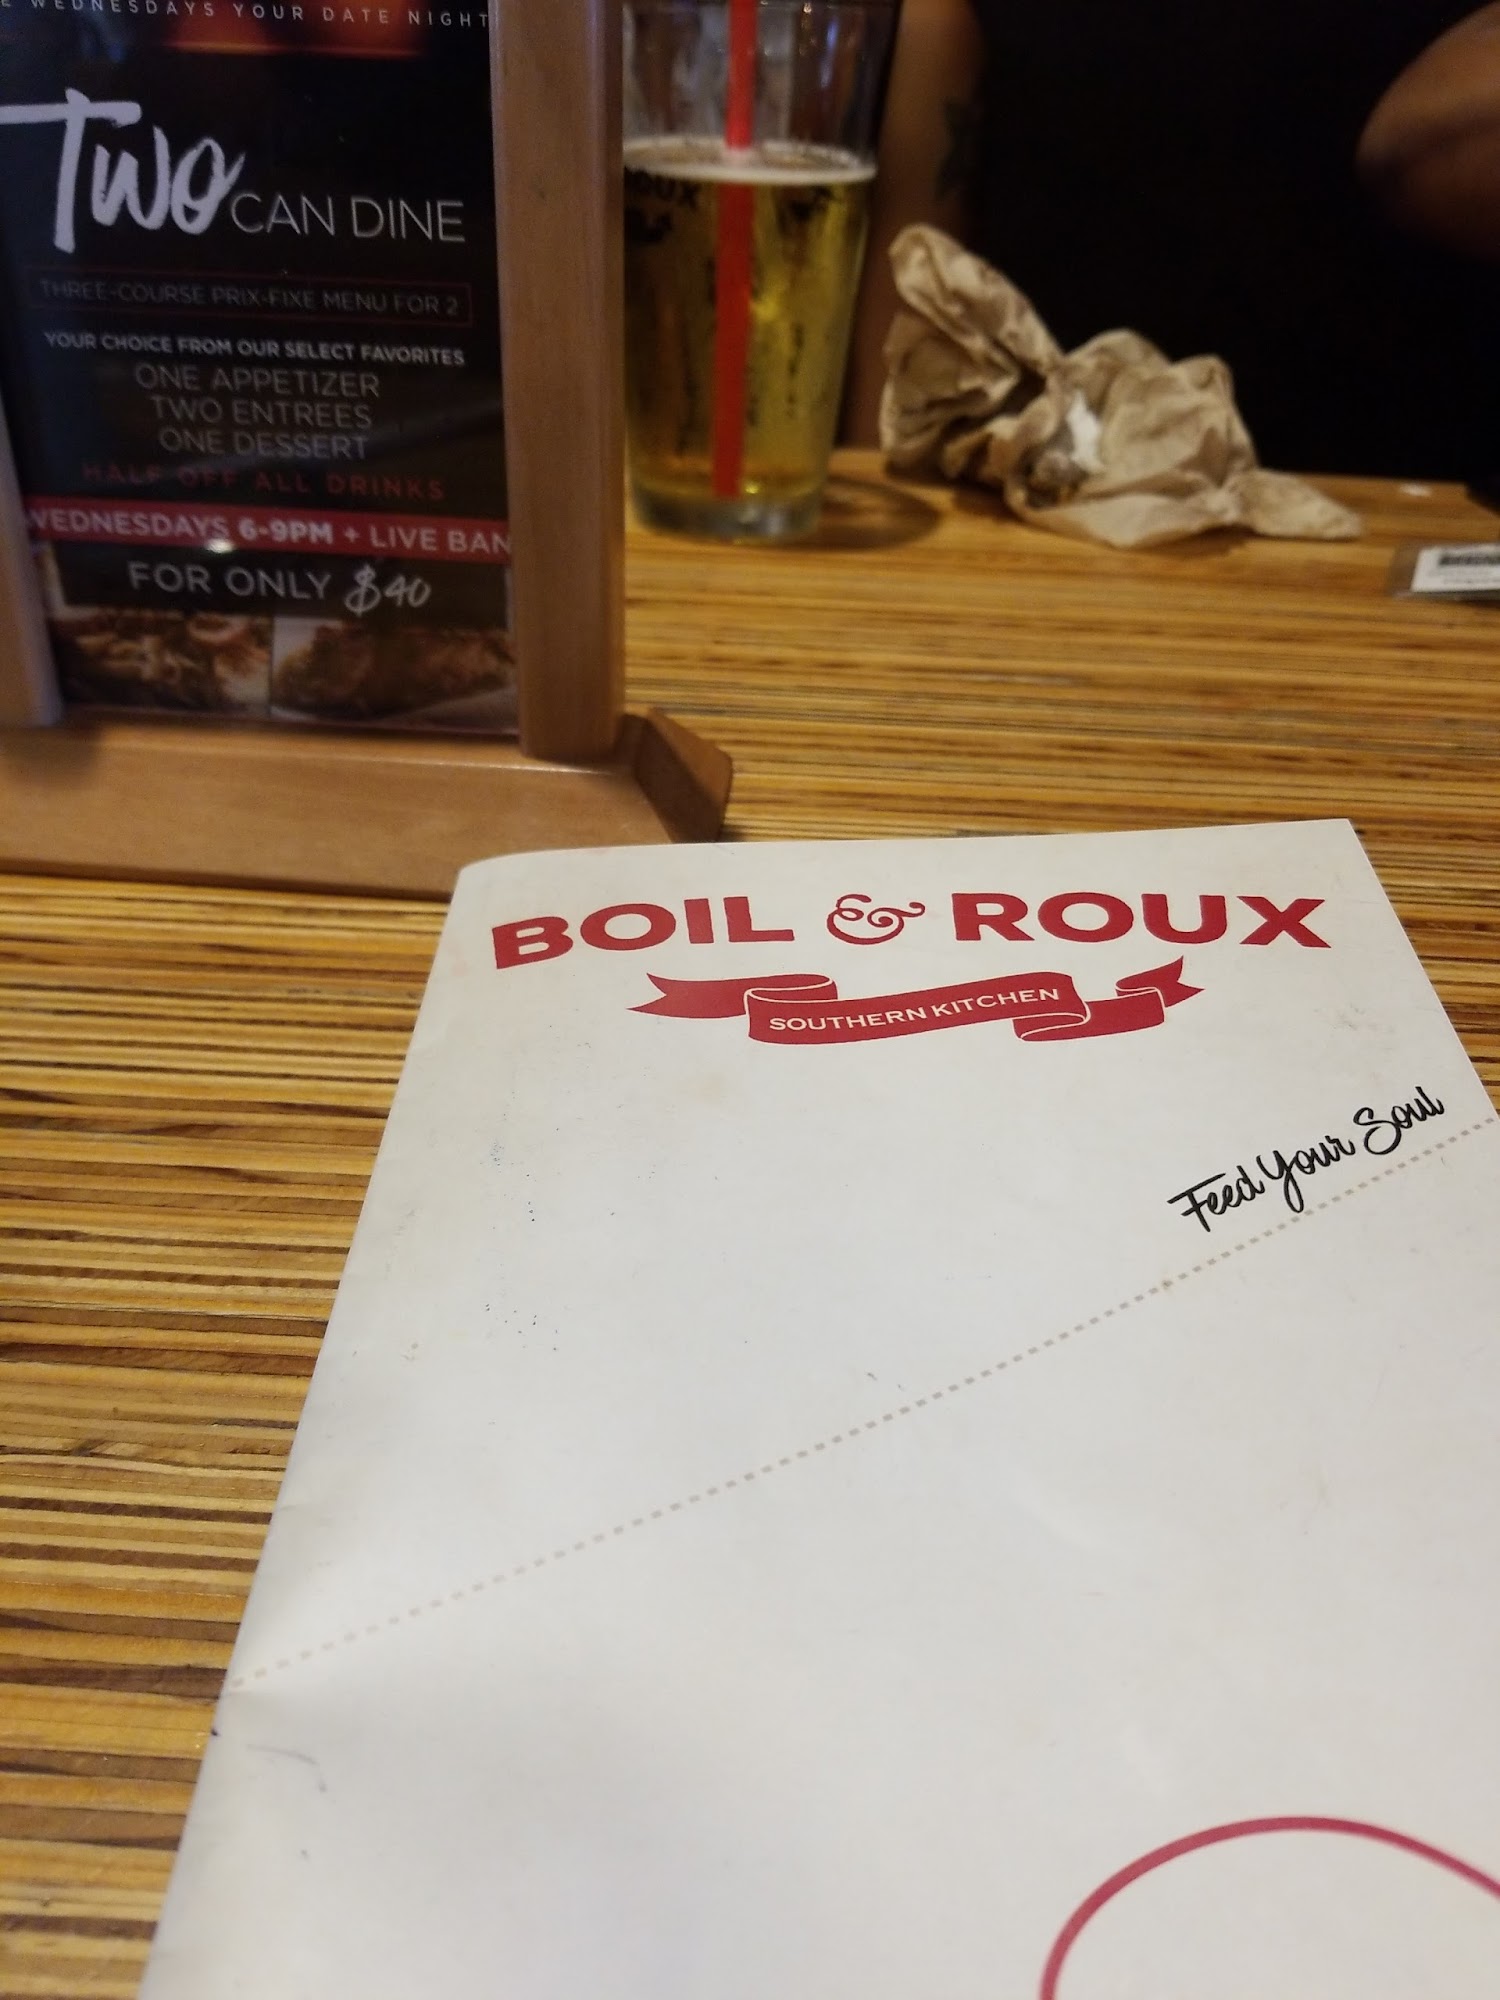 WEDNESDAYS YOUR DATE NIGHT
TWO CAN DINE
THREE-COURSE PRIX-FIXE MENU FOR 2
YOUR CHOICE FROM OUR SELECT FAVORITES
ONE APPETIZER
TWO ENTREES
ONE DESSERT
HALF OFF ALL DRINKS
WEDNESDAYS 6-9PM + LIVE BAN
FOR ONLY $40
ROUX
BOIL & ROUX
SOUTHERN KITCHEN
Feed Your Soul